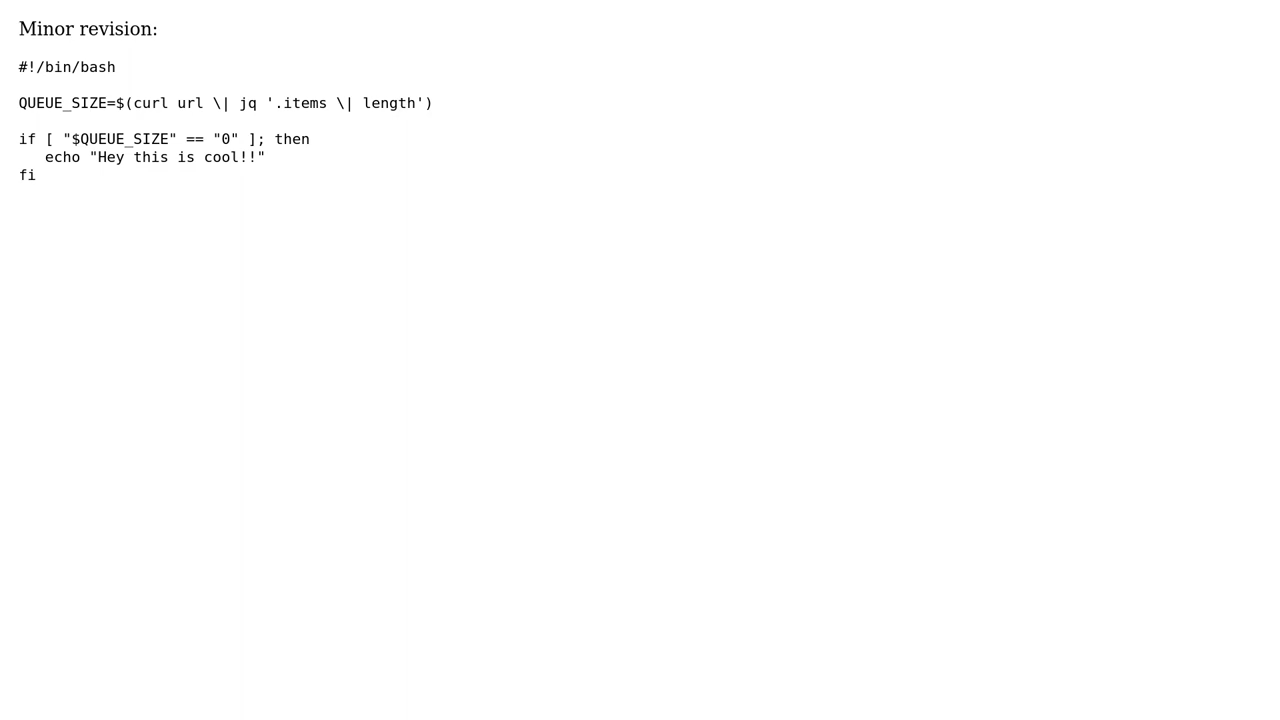 Minor revision:
#!/bin/bash
QUEUE_SIZE=$(curl url \| jq '.items \| length')
if [ "$QUEUE_SIZE" == "0" ]; then
   echo "Hey this is cool!!"
fi